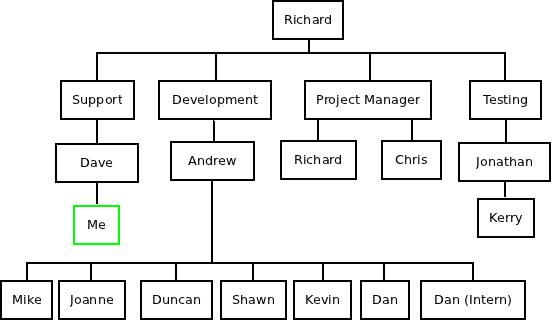 Richard
Support
Development
Project Manager
Testing
Dave
Andrew
Richard
Chris
Jonathan
Me
Kerry
Mike
Joanne
Duncan
Shawn
Kevin
Dan
Dan (Intern)